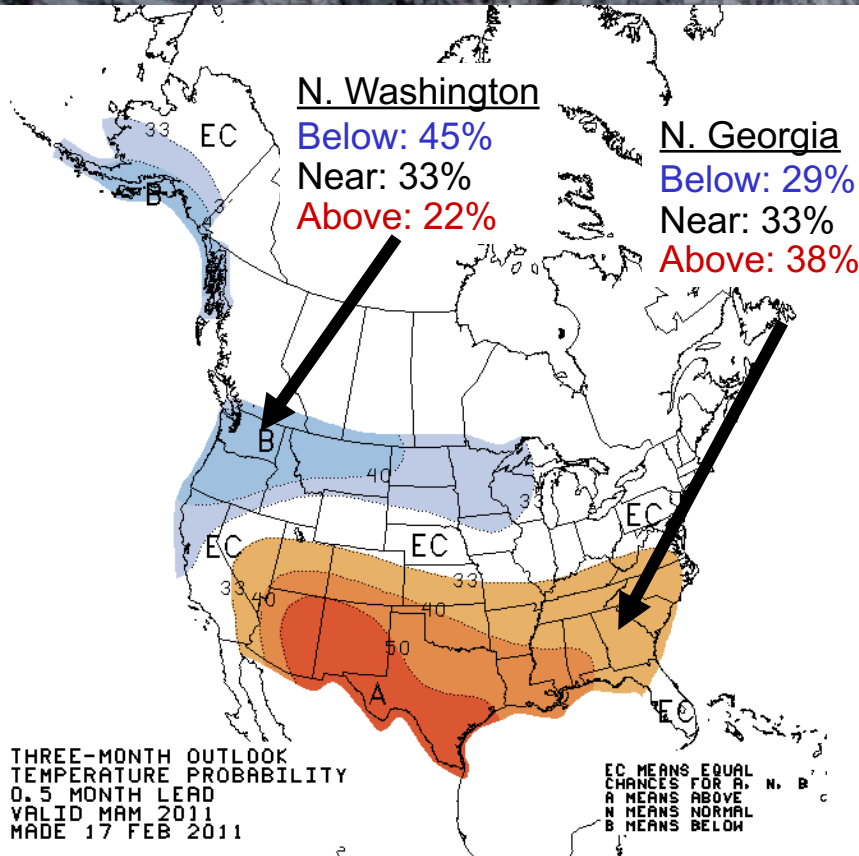 N. Washington
Below: 45%
Near: 33%
Above: 22%
N. Georgia
Below: 29%
Near: 33%
Above: 38%
33
EC
B
B
40
EC
EC
EC
33
40
33
40
50
A
EC
THREE-MONTH OUTLOOK
TEMPERATURE PROBABILITY
0.5 MONTH LEAD
VALID MAM 2011
MADE 17 FEB 2011
EC MEANS EQUAL
CHANCES FOR A, N, B
A MEANS ABOVE
N MEANS NORMAL
B MEANS BELOW